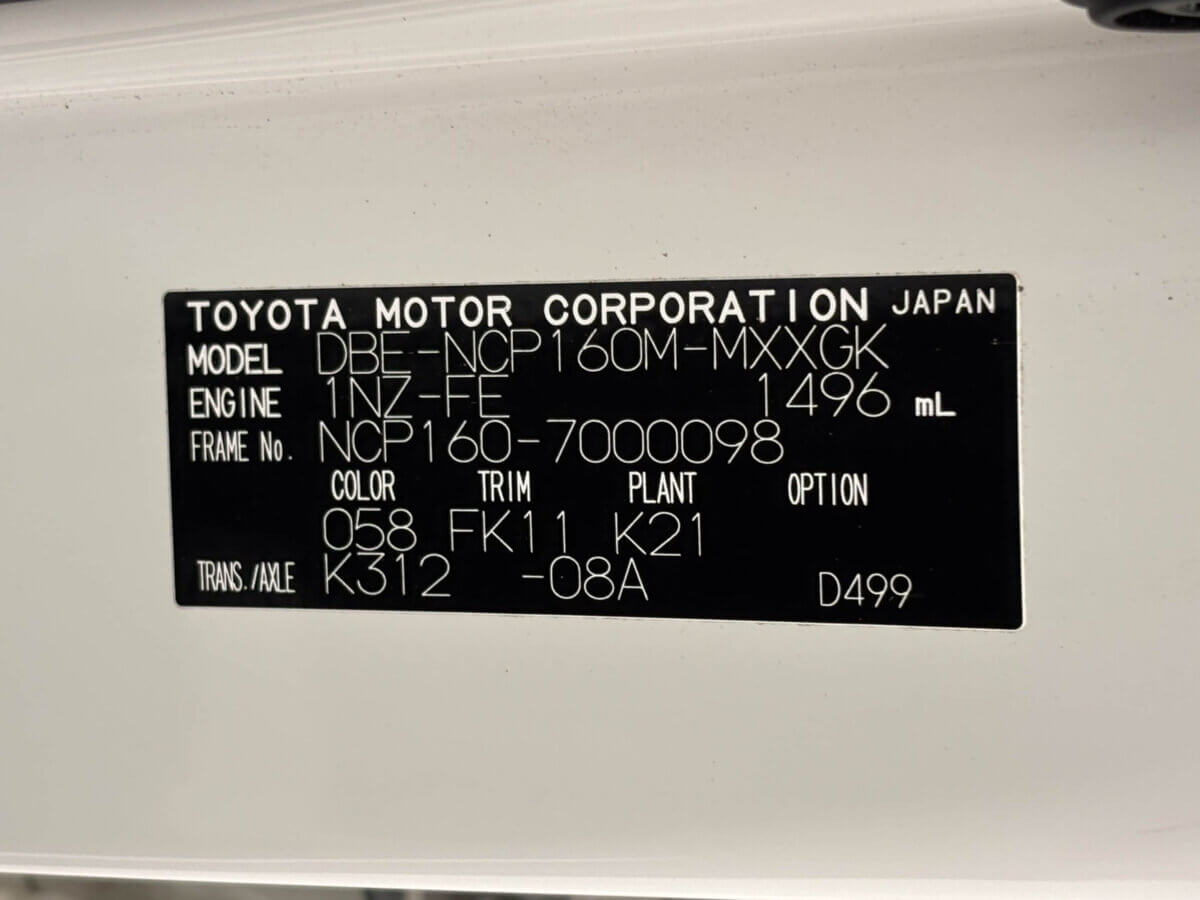 TOYOTA MOTOR CORPORATION JAPAN
MODEL DBE-NCP160M-MXXGK
ENGINE 1NZ-FE 1496 mL
FRAME No. NCP160-7000098
COLOR TRIM PLANT OPTION
058 FK11 K21
TRANS./AXLE K312 -08A D499